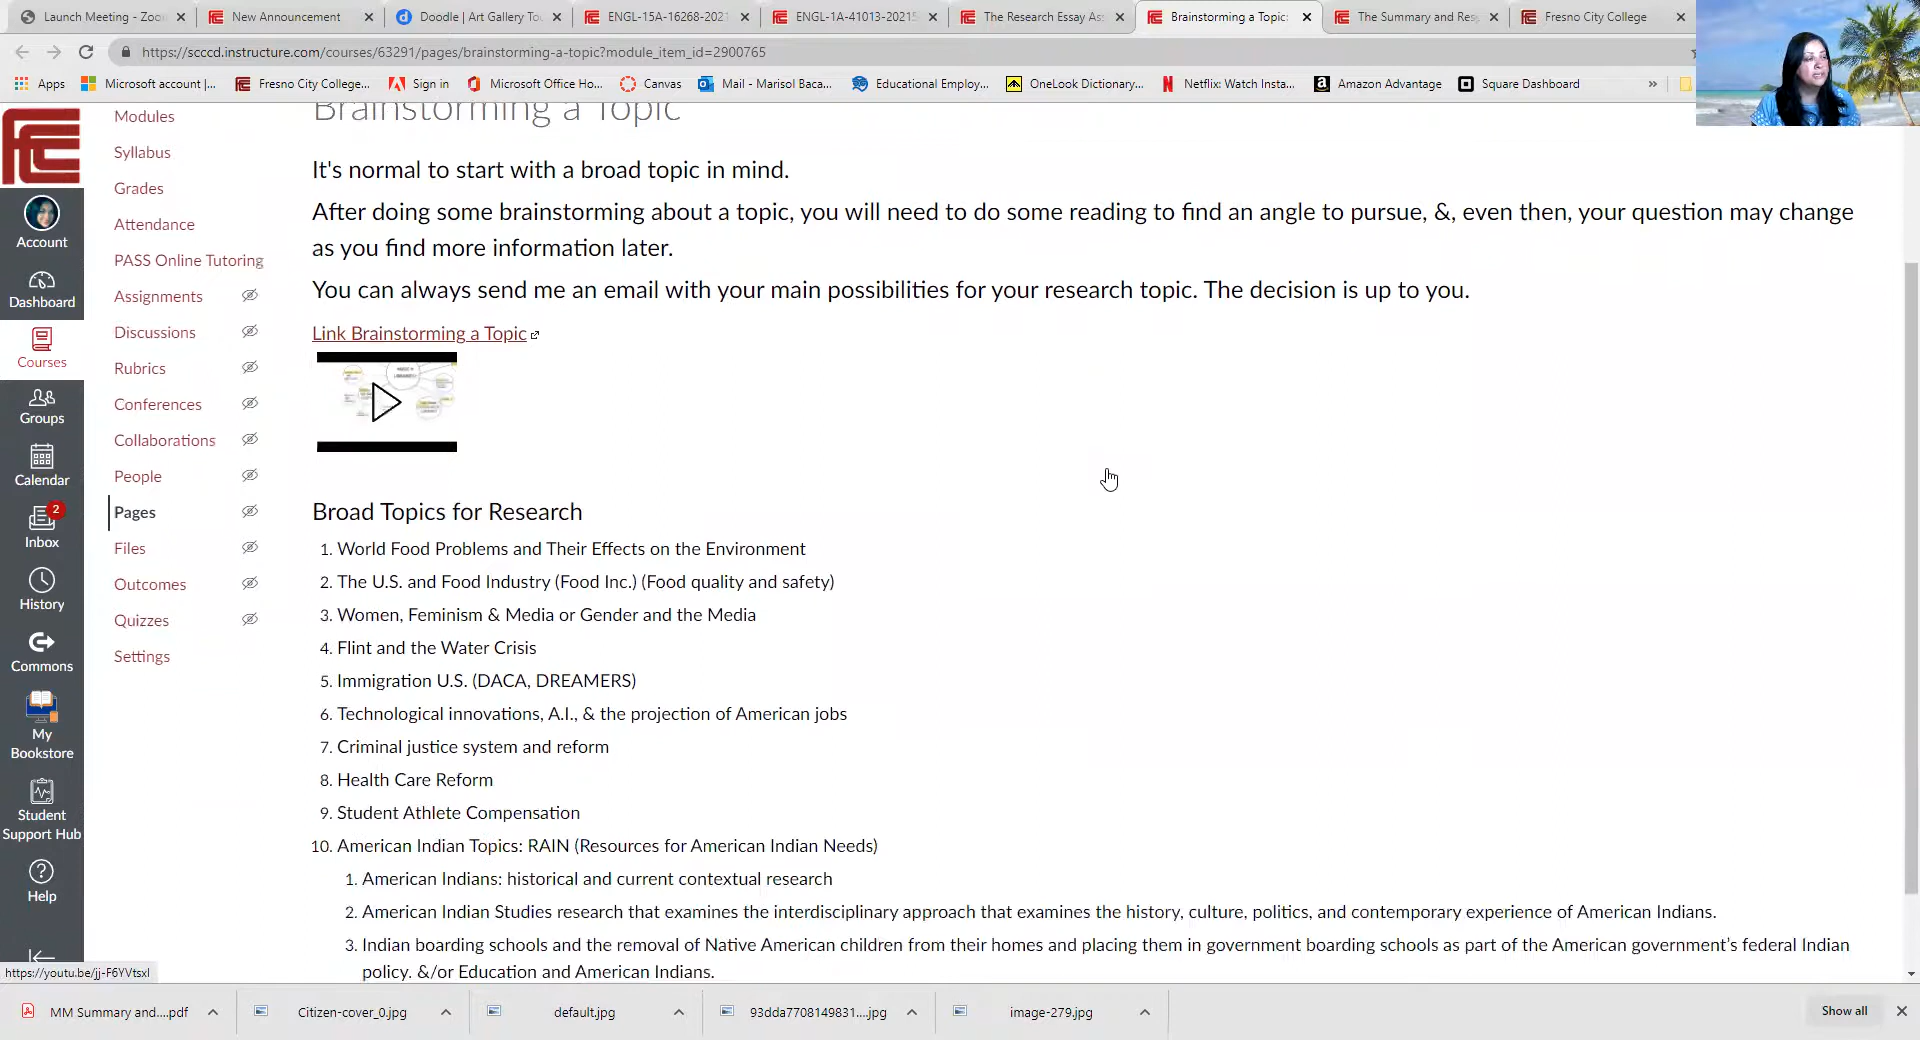 Launch Meeting - Zoo
New Announcement
Doodle | Art Gallery To
ENGL-15A-16268-202
ENGL-1A-41013-2021
The Research Essay As
Brainstorming a Topic:
The Summary and Res
Fresno City College
https://scccd.instructure.com/courses/63291/pages/brainstorming-a-topic?module_item_id=2900765
Apps
Microsoft account |...
Fresno City College...
Sign in
Microsoft Office Ho...
Canvas
Mail - Marisol Baca...
Educational Employ...
OneLook Dictionary...
Netflix: Watch Insta...
Amazon Advantage
Square Dashboard
»
Account
Dashboard
Courses
Groups
Calendar
2
Inbox
History
Commons
My
Bookstore
Student
Support Hub
Help
Modules
Syllabus
Grades
Attendance
PASS Online Tutoring
Assignments
Discussions
Rubrics
Conferences
Collaborations
People
Pages
Files
Outcomes
Quizzes
Settings
Brainstorming a Topic
It's normal to start with a broad topic in mind.
After doing some brainstorming about a topic, you will need to do some reading to find an angle to pursue, &, even then, your question may change
as you find more information later.
You can always send me an email with your main possibilities for your research topic. The decision is up to you.
Link Brainstorming a Topic
Broad Topics for Research
1. World Food Problems and Their Effects on the Environment
2. The U.S. and Food Industry (Food Inc.) (Food quality and safety)
3. Women, Feminism & Media or Gender and the Media
4. Flint and the Water Crisis
5. Immigration U.S. (DACA, DREAMERS)
6. Technological innovations, A.I., & the projection of American jobs
7. Criminal justice system and reform
8. Health Care Reform
9. Student Athlete Compensation
10. American Indian Topics: RAIN (Resources for American Indian Needs)
1. American Indians: historical and current contextual research
2. American Indian Studies research that examines the interdisciplinary approach that examines the history, culture, politics, and contemporary experience of American Indians.
3. Indian boarding schools and the removal of Native American children from their homes and placing them in government boarding schools as part of the American government's federal Indian
policy. &/or Education and American Indians.
https://youtu.be/jj-F6YVtsxI
MM Summary and....pdf
Citizen-cover_0.jpg
default.jpg
93dda7708149831....jpg
image-279.jpg
Show all